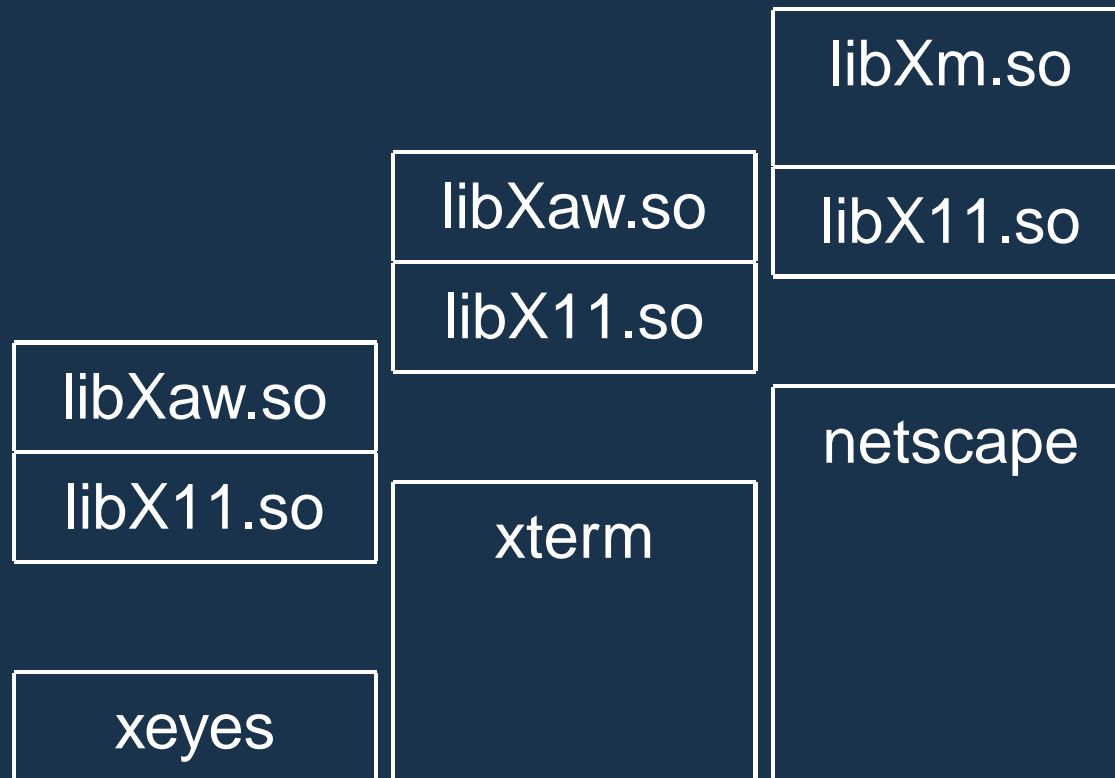 libXm.so
libXaw.so
libX11.so
libX11.so
libXaw.so
netscape
libX11.so
xterm
xeyes